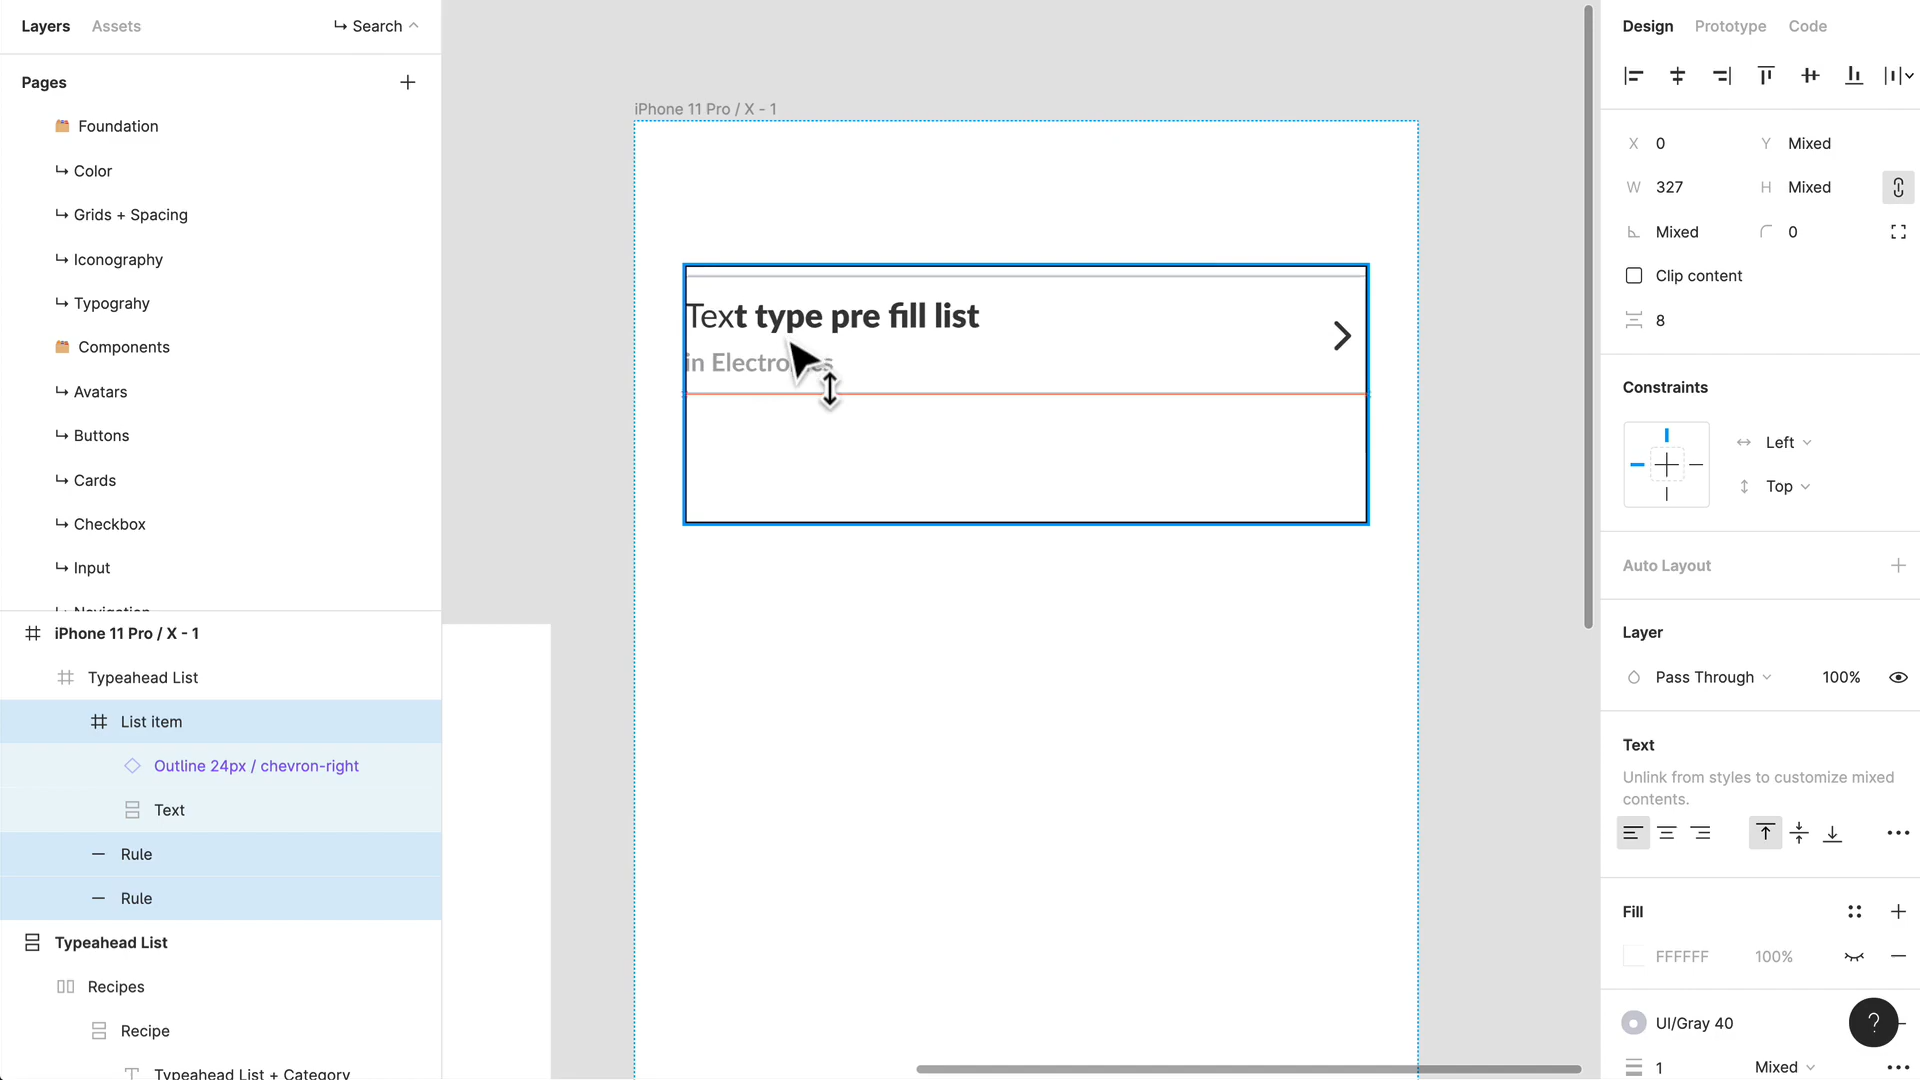 Layers
Assets
↳ Search
Pages
Foundation
↳ Color
↳ Grids + Spacing
↳ Iconography
↳ Typograhy
Components
↳ Avatars
↳ Buttons
↳ Cards
↳ Checkbox
↳ Input
↳ Navigation
iPhone 11 Pro / X - 1
Typeahead List
List item
Outline 24px / chevron-right
Text
Rule
Rule
Typeahead List
Recipes
Recipe
Typeahead List + Category
iPhone 11 Pro / X - 1
Text type pre fill list
in Electronics
Design
Prototype
Code
X 0
Y Mixed
W 327
H Mixed
Mixed
0
Clip content
8
Constraints
Left
Top
Auto Layout
Layer
Pass Through
100%
Text
Unlink from styles to customize mixed
contents.
Fill
FFFFFF
100%
UI/Gray 40
?
1
Mixed